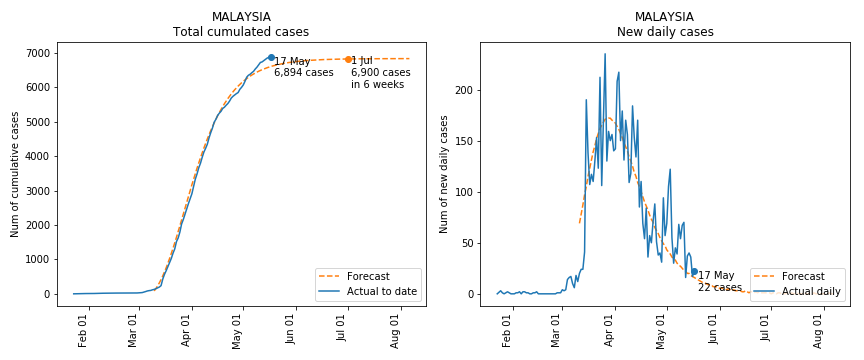 MALAYSIA
Total cumulated cases
Num of cumulative cases
7000
6000
5000
4000
3000
2000
1000
0
17 May
6,894 cases
1 Jul
6,900 cases
in 6 weeks
Forecast
Actual to date
Feb 01
Mar 01
Apr 01
May 01
Jun 01
Jul 01
Aug 01
MALAYSIA
New daily cases
Num of new daily cases
200
150
100
50
0
17 May
22 cases
Forecast
Actual daily
Feb 01
Mar 01
Apr 01
May 01
Jun 01
Jul 01
Aug 01